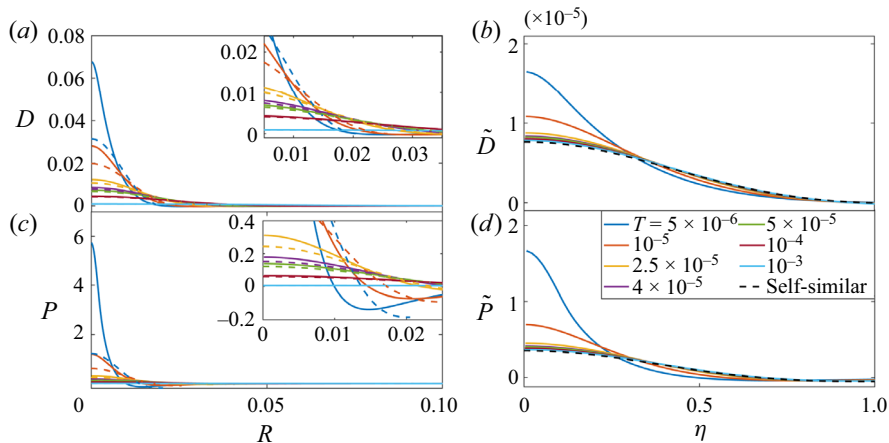 (a)
0.08
0.06
D
0.04
0.02
0
0.02
0.01
0
0.01
0.02
0.03
(b)
(×10⁻⁵)
2
D̃
1
0
(c)
6
4
P
2
0
0.4
0.2
0
−0.2
0
0.01
0.02
0
0.05
0.10
R
(d)
2
P̃
1
0
T = 5 × 10⁻⁶
10⁻⁵
2.5 × 10⁻⁵
4 × 10⁻⁵
5 × 10⁻⁵
10⁻⁴
10⁻³
Self-similar
0
0.5
1.0
η